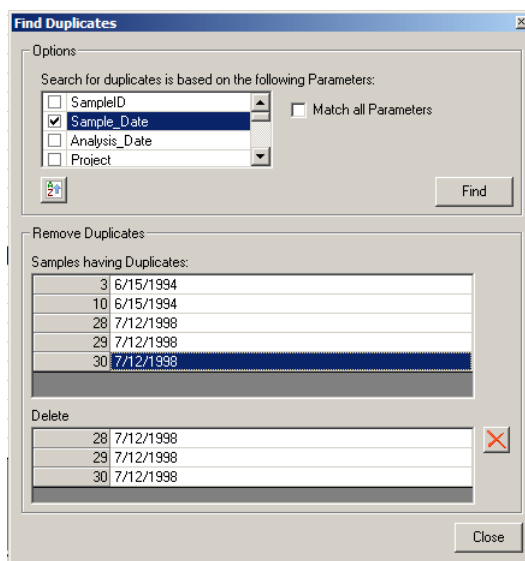 Find Duplicates
Options
Search for duplicates is based on the following Parameters:
SampleID
Sample_Date
Analysis_Date
Project
Match all Parameters
Find
Remove Duplicates
Samples having Duplicates:
3 6/15/1994
10 6/15/1994
28 7/12/1998
29 7/12/1998
30 7/12/1998
Delete
28 7/12/1998
29 7/12/1998
30 7/12/1998
Close